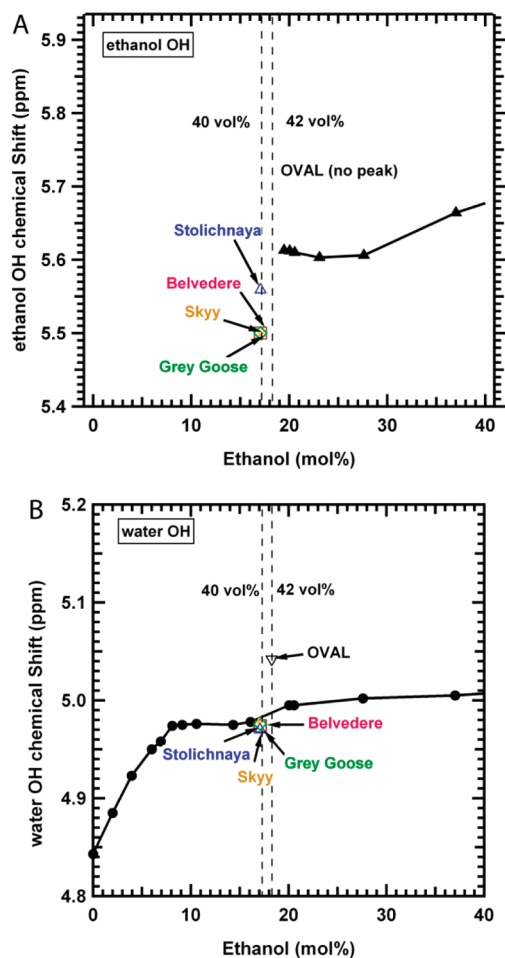 A
ethanol OH
5.9
5.8
5.7
5.6
5.5
5.4
ethanol OH chemical Shift (ppm)
40 vol%
42 vol%
OVAL (no peak)
Stolichnaya
Belvedere
Skyy
Grey Goose
0
10
20
30
40
Ethanol (mol%)
B
water OH
5.2
5.1
5.0
4.9
4.8
water OH chemical Shift (ppm)
40 vol%
42 vol%
OVAL
Belvedere
Stolichnaya
Grey Goose
Skyy
0
10
20
30
40
Ethanol (mol%)